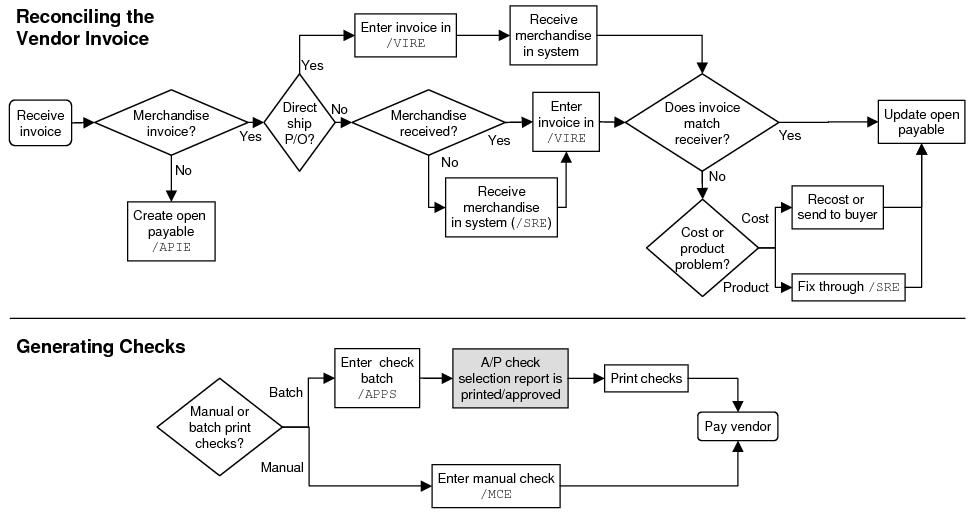 Reconciling the
Vendor Invoice
Enter invoice in
/VIRE
Receive
merchandise
in system
Yes
Receive
invoice
Merchandise
invoice?
Yes
No
Direct
ship
P/O?
No
Merchandise
received?
Yes
No
Enter
invoice in
/VIRE
Does invoice
match
receiver?
Yes
No
Update open
payable
Create open
payable
/APIE
Receive
merchandise
in system (/SRE)
Cost or
product
problem?
Cost
Product
Recost or
send to buyer
Fix through /SRE
Generating Checks
Manual or
batch print
checks?
Batch
Manual
Enter check
batch
/APPS
A/P check
selection report is
printed/approved
Print checks
Pay vendor
Enter manual check
/MCE